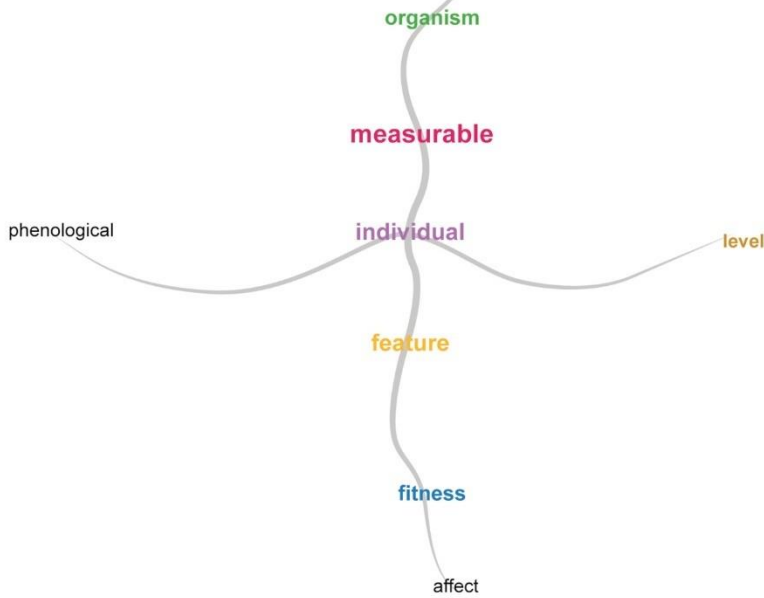 organism
measurable
phenological
individual
level
feature
fitness
affect